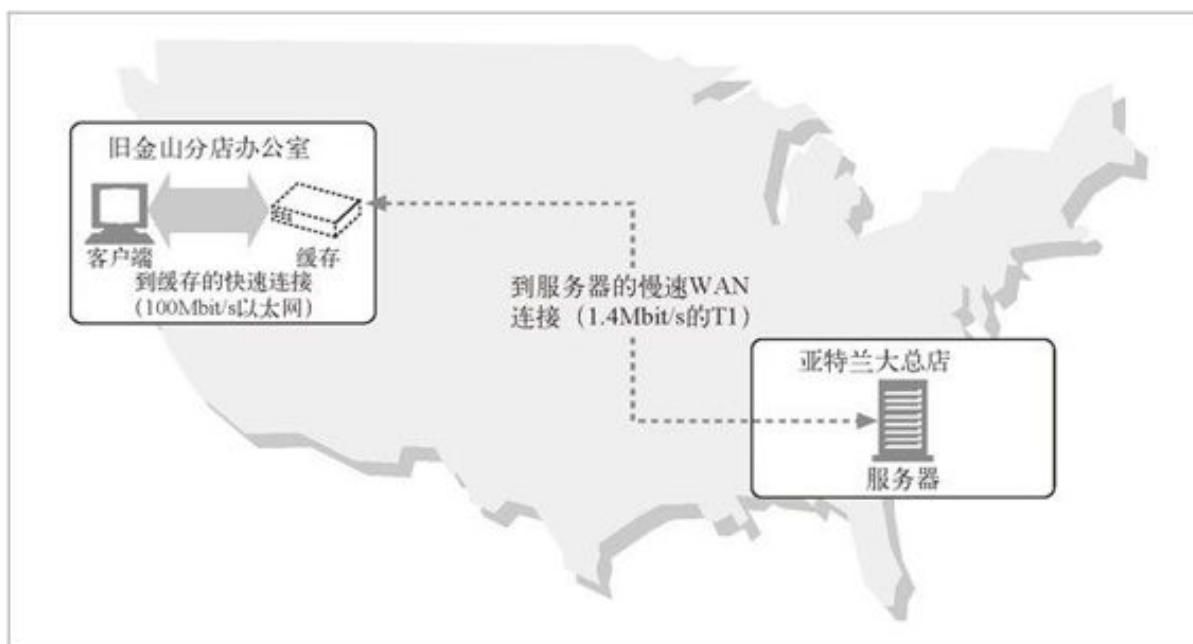 旧金山分店办公室
客户端
缓存
到缓存的快速连接
（100Mbit/s以太网）
到服务器的慢速WAN
连接（1.4Mbit/s的T1）
亚特兰大总店
服务器